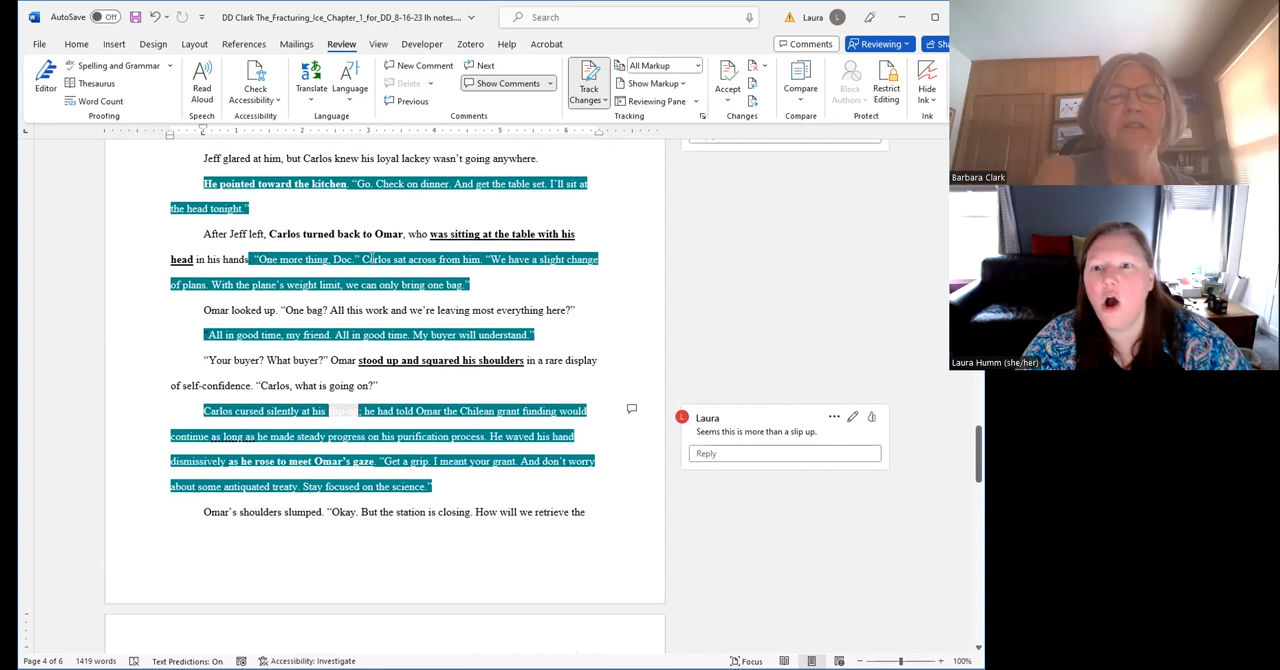 AutoSave Off DD Clark The_Fracturing_Ice_Chapter_1_for_DD_8-16-23 lh notes.... Search Laura L
File Home Insert Design Layout References Mailings Review View Developer Zotero Help Acrobat Comments Reviewing Sha
Editor Spelling and Grammar Thesaurus Word Count
Proofing
Read Aloud
Speech
Check Accessibility
Accessibility
Translate Language
Language
New Comment Delete Previous Next Show Comments
Comments
Track Changes All Markup Show Markup Reviewing Pane
Tracking
Accept
Changes
Compare
Compare
Block Authors Restrict Editing
Protect
Hide Ink
Ink
1 2 3 4 5 6
Jeff glared at him, but Carlos knew his loyal lackey wasn’t going anywhere.
He pointed toward the kitchen. “Go. Check on dinner. And get the table set. I’ll sit at
the head tonight.”
After Jeff left, Carlos turned back to Omar, who was sitting at the table with his
head in his hands. “One more thing, Doc.” Carlos sat across from him. “We have a slight change
of plans. With the plane’s weight limit, we can only bring one bag.”
Omar looked up. “One bag? All this work and we’re leaving most everything here?”
“All in good time, my friend. All in good time. My buyer will understand.”
“Your buyer? What buyer?” Omar stood up and squared his shoulders in a rare display
of self-confidence. “Carlos, what is going on?”
Carlos cursed silently at his ; he had told Omar the Chilean grant funding would
continue as long as he made steady progress on his purification process. He waved his hand
dismissively as he rose to meet Omar’s gaze. “Get a grip. I meant your grant. And don’t worry
about some antiquated treaty. Stay focused on the science.”
Omar’s shoulders slumped. “Okay. But the station is closing. How will we retrieve the
L Laura
Seems this is more than a slip up.
Reply
Barbara Clark
Laura Humm (she/her)
Page 4 of 6 1419 words Text Predictions: On Accessibility: Investigate Focus 100%